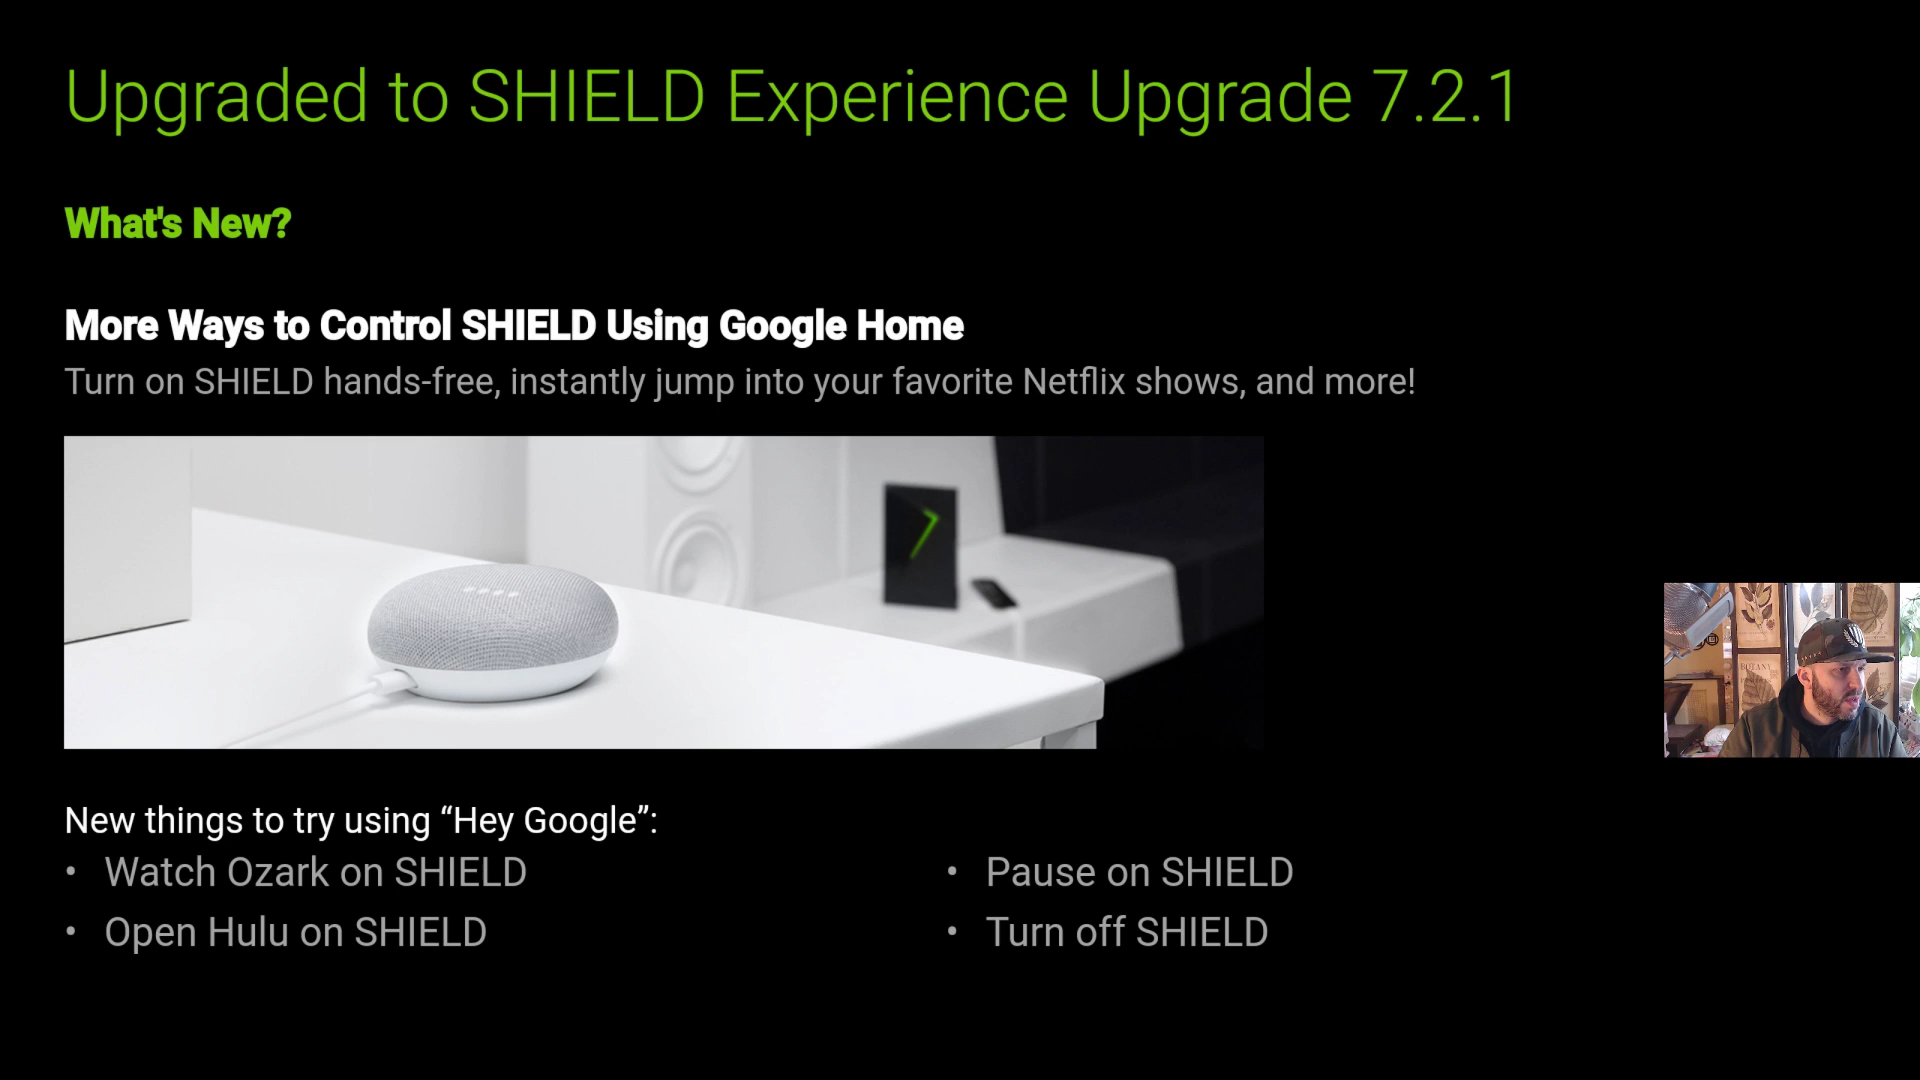 Upgraded to SHIELD Experience Upgrade 7.2.1
What's New?
More Ways to Control SHIELD Using Google Home
Turn on SHIELD hands-free, instantly jump into your favorite Netflix shows, and more!
BOTANY
New things to try using “Hey Google”:
• Watch Ozark on SHIELD
• Open Hulu on SHIELD
• Pause on SHIELD
• Turn off SHIELD